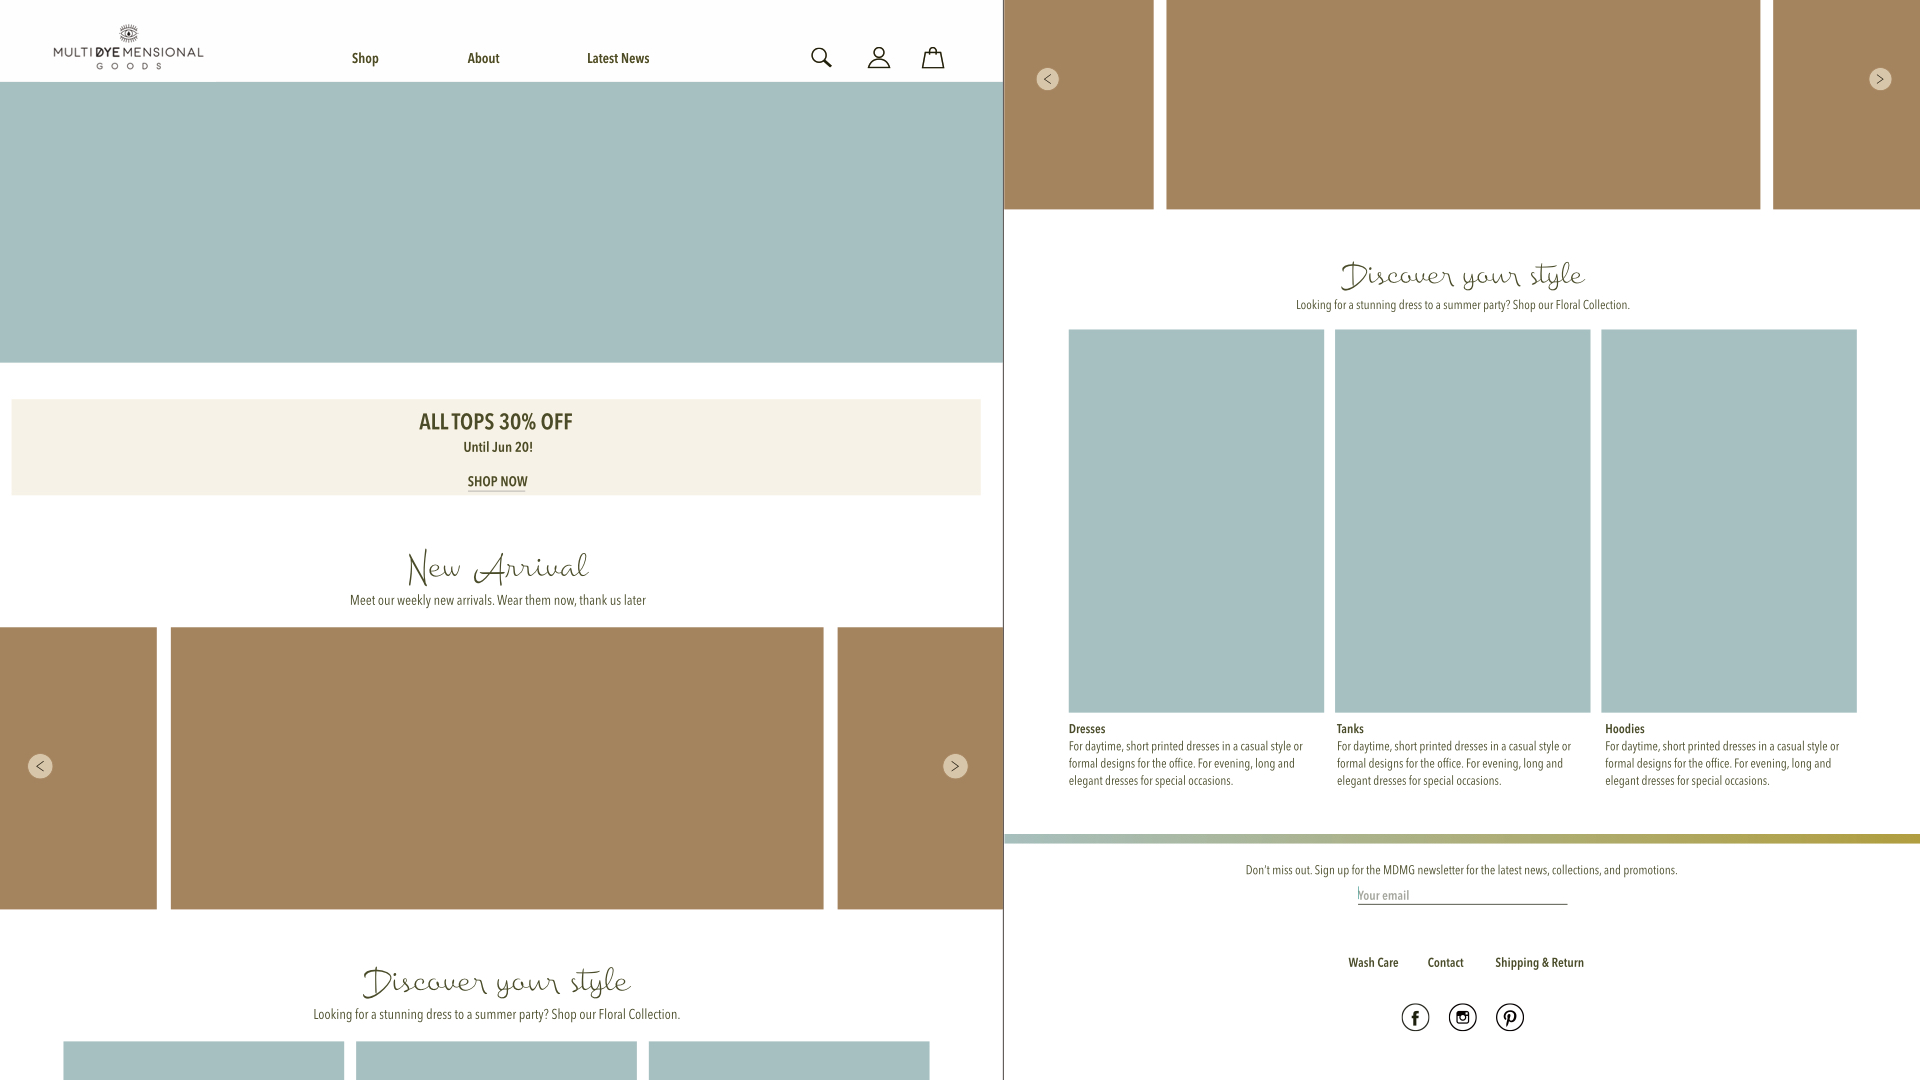 MULTIDYEMENSIONAL
GOODS
Shop About Latest News
ALL TOPS 30% OFF
Until Jun 20!
SHOP NOW
New Arrival
Meet our weekly new arrivals. Wear them now, thank us later
<
>
Discover your style
Looking for a stunning dress to a summer party? Shop our Floral Collection.
<
>
Discover your style
Looking for a stunning dress to a summer party? Shop our Floral Collection.
Dresses
For daytime, short printed dresses in a casual style or
formal designs for the office. For evening, long and
elegant dresses for special occasions.
Tanks
For daytime, short printed dresses in a casual style or
formal designs for the office. For evening, long and
elegant dresses for special occasions.
Hoodies
For daytime, short printed dresses in a casual style or
formal designs for the office. For evening, long and
elegant dresses for special occasions.
Don't miss out. Sign up for the MDMG newsletter for the latest news, collections, and promotions.
Your email
Wash Care Contact Shipping & Return